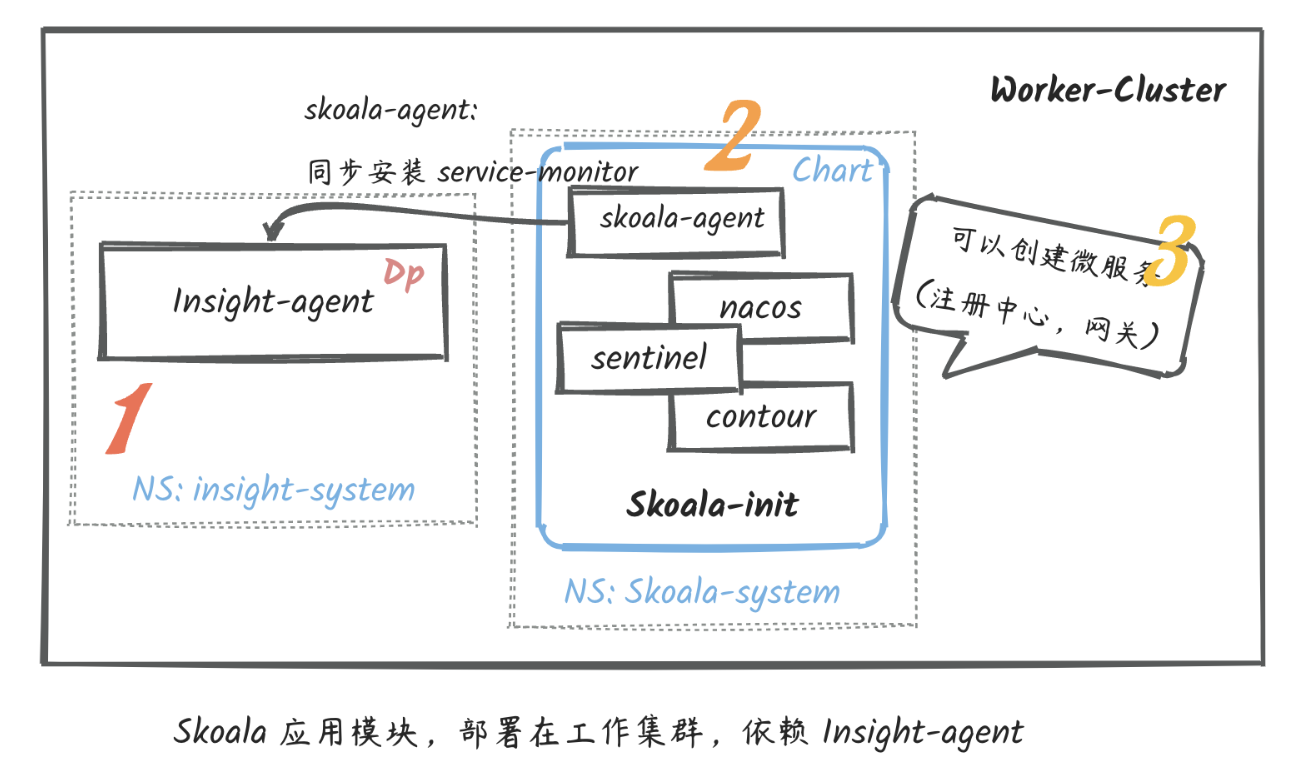 Worker-Cluster
skoala-agent:
同步安装 service-monitor
2
Chart
skoala-agent
Dp
Insight-agent
nacos
sentinel
contour
Skoala-init
NS: Skoala-system
1
NS: insight-system
3
可以创建微服务
(注册中心，网关)
Skoala 应用模块，部署在工作集群，依赖 Insight-agent